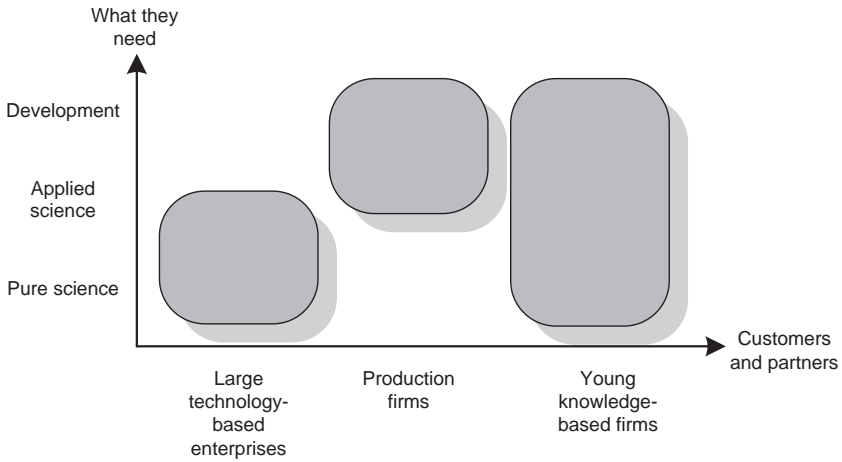 What they
need
Development
Applied
science
Pure science
Customers
and partners
Large
technology-
based
enterprises
Production
firms
Young
knowledge-
based firms